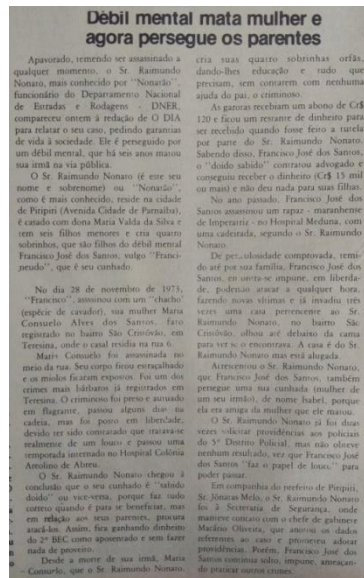 Débil mental mata mulher e
agora persegue os parentes
Apavorado, temendo ser assassinado a
qualquer momento, o Sr. Raimundo
Nonato, mais conhecido por "Nonatão",
funcionário do Departamento Nacional
de Estradas e Rodagens - DNER,
compareceu ontem à redação de O DIA
para relatar o seu caso, pedindo garantias
de vida à sociedade. Ele é perseguido por
um débil mental, que há seis anos matou
sua irmã na via pública.
O Sr. Raimundo Nonato (é este seu
nome e sobrenome) ou "Nonatão",
como é mais conhecido, reside na cidade
de Piripiri (Avenida Cidade de Parnaíba),
é casado com dona Maria Valda da Silva e
tem seis filhos menores e cria quatro
sobrinhos, que são filhos do débil mental
Francisco José dos Santos, vulgo "Franci-
neudo", que é seu cunhado.
No dia 28 de novembro de 1973,
"Francisco", assssinou com um "chacho"
(espécie de cavador), sua mulher Maria
Consuelo Alves dos Santos, fato
registrado no bairro São Cristóvão, em
Teresina, onde o casal residia na rua 6.
Maria Consuelo foi assassinada no
meio da rua. Seu corpo ficou esfrangalhado e
os miolos ficaram expostos. Foi um dos
crimes mais bárbaros já registrados em
Teresina. O criminoso foi preso e autuado
em flagrante, passou alguns dias na
cadeia, mas foi posto em liberdade,
devido ter sido constatado que tratava-se
realmente de um louco e passou uma
temporada internado no Hospital Colônia
Areolino de Abreu.
O Sr. Raimundo Nonato chegou à
conclusão que o seu cunhado é "sabido
doido" ou vice-versa, porque faz tudo
correto quando é para se beneficiar, mas
em relação aos seus parentes, procura
atacá-los. Assim, fira ganhando dinheiro
do 2º BEC como aposentado e sem fazer
nada de proveito.
Desde a morte de sua irmã, Maria
Consuelo, que o Sr. Raimundo Nonato,
cria suas quatro sobrinhas orfãs,
dando-lhes educação e tudo que
precisam, sem contarem com nenhuma
ajuda do pai, o criminoso.
As garotas recebiam um abono de Cr$
120 e ficou um restante de dinheiro para
ser recebido quando fosse feito a tutela
por parte do Sr. Raimundo Nonato.
Sabendo disso, Francisco José dos Santos,
o "doido sabido" contratou advogado e
conseguiu receber o dinheiro (Cr$ 15 mil
ou mais) e não deu nada para suas filhas.
No ano passado, Francisco José dos
Santos assassinou um rapaz - maranhense
de Imperatriz - no Hospital Meduna, com
uma cadeirada, segundo o Sr. Raimundo
Nonato.
De periculosidade comprovada, temi-
do até por sua família, Francisco José dos
Santos, encontra-se impune, em liberda-
de, podendo atacar a qualquer hora,
fazendo novas vítimas e já invadiu três
vezes uma casa pertencente ao Sr.
Raimundo Nonato, no bairro São
Cristóvão, olhou até debaixo da cama
para ver se o encontrava. A casa é do Sr.
Raimundo Nonato mas está alugada.
Acrescentou o Sr. Raimundo Nonato,
que Francisco José dos Santos, também
persegue uma sua cunhada (mulher de
um seu irmão), de nome Isabel, porque
ela era amiga da mulher que ele matou.
O Sr. Raimundo Nonato já foi duas
vezes solicitar providências aos policiais
do 5º Distrito Policial, mas não obteve
nenhum resultado, vez que Francisco José
dos Santos "faz o papel de louco" para
poder passar.
Em companhia do prefeito de Piripiri,
Sr. Jônatas Melo, o Sr. Raimundo Nonato
foi à Secretaria de Segurança, onde
manteve contato com o chefe de gabinete
Macário Oliveira, que anotou os dados
referentes ao caso e prometeu adotar
providências. Porém, Francisco José dos
Santos continua solto, impune, ameaçando
de praticar outros crimes.